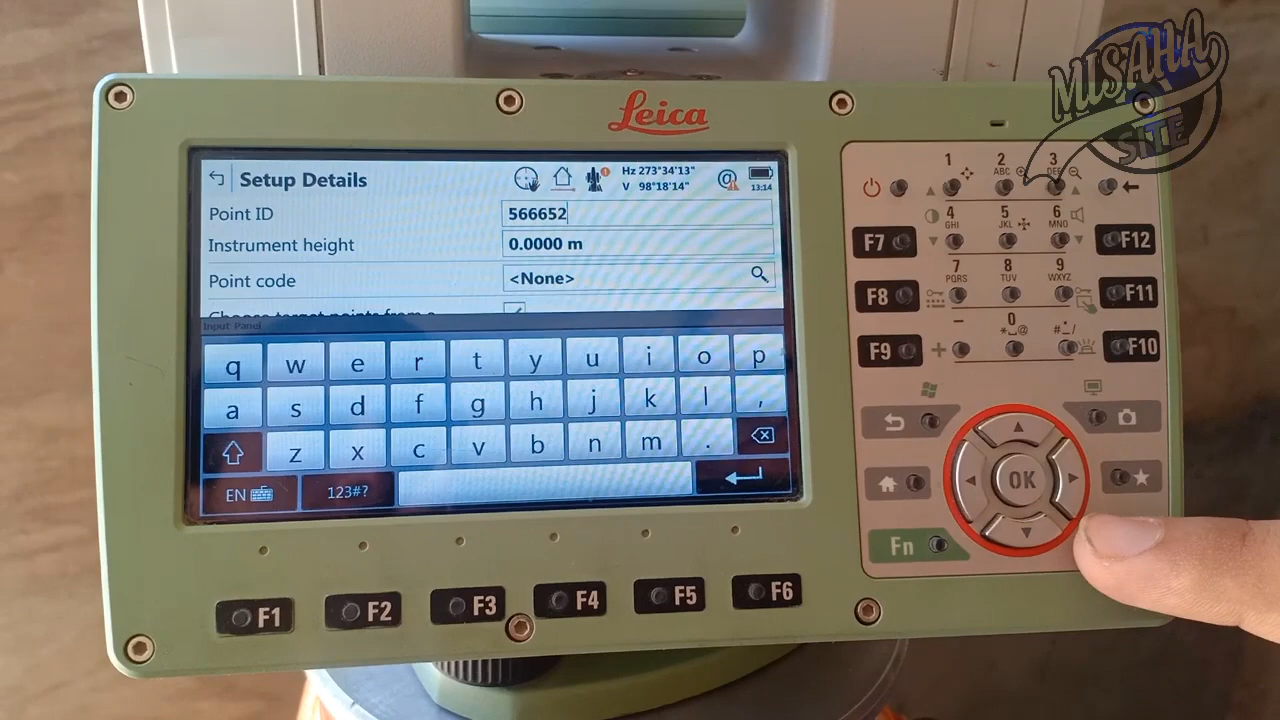 MISAHA
SITE
Leica
Setup Details
Hz 273°34'13"
V 98°18'14"
13:14
Point ID
566652
Instrument height
0.0000 m
Point code
<None>
Input Panel
q w e r t y u i o p
a s d f g h j k l ,
z x c v b n m .
EN
123#?
1
2
ABC
3
DEF
4
GHI
5
JKL
6
MNO
7
PQRS
8
TUV
9
WXYZ
0
F7
F12
F8
F11
F9
F10
OK
Fn
F1
F2
F3
F4
F5
F6